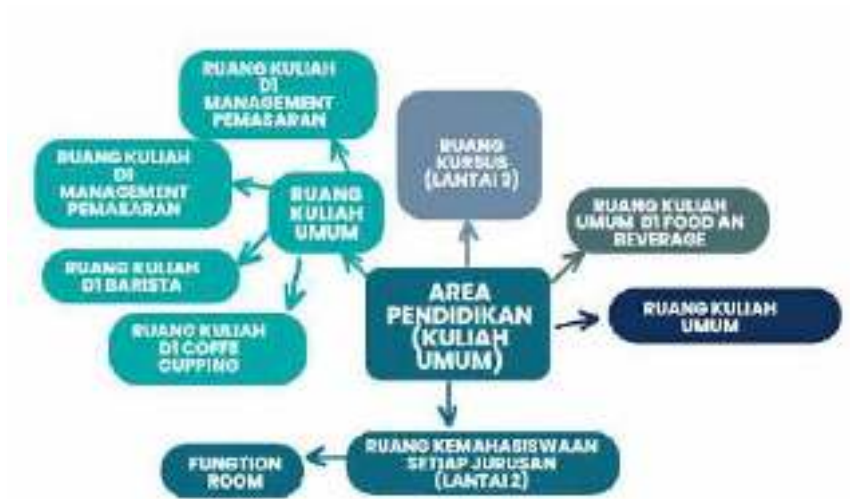 RUANG KULIAH
D1
MANAGEMENT
PEMASARAN
RUANG KULIAH
D1
MANAGEMENT
PEMASARAN
RUANG
KULIAH
UMUM
RUANG KULIAH
D1 BARISTA
RUANG KULIAH
D1 COFFE
CUPPING
RUANG
KURSUS
(LANTAI 3)
RUANG KULIAH
UMUM D1 FOOD AN
BEVERAGE
AREA
PENDIDIKAN
(KULIAH
UMUM)
RUANG KULIAH
UMUM
RUANG KEMAHASISWAAN
SETIAP JURUSAN
(LANTAI 2)
FUNGTION
ROOM